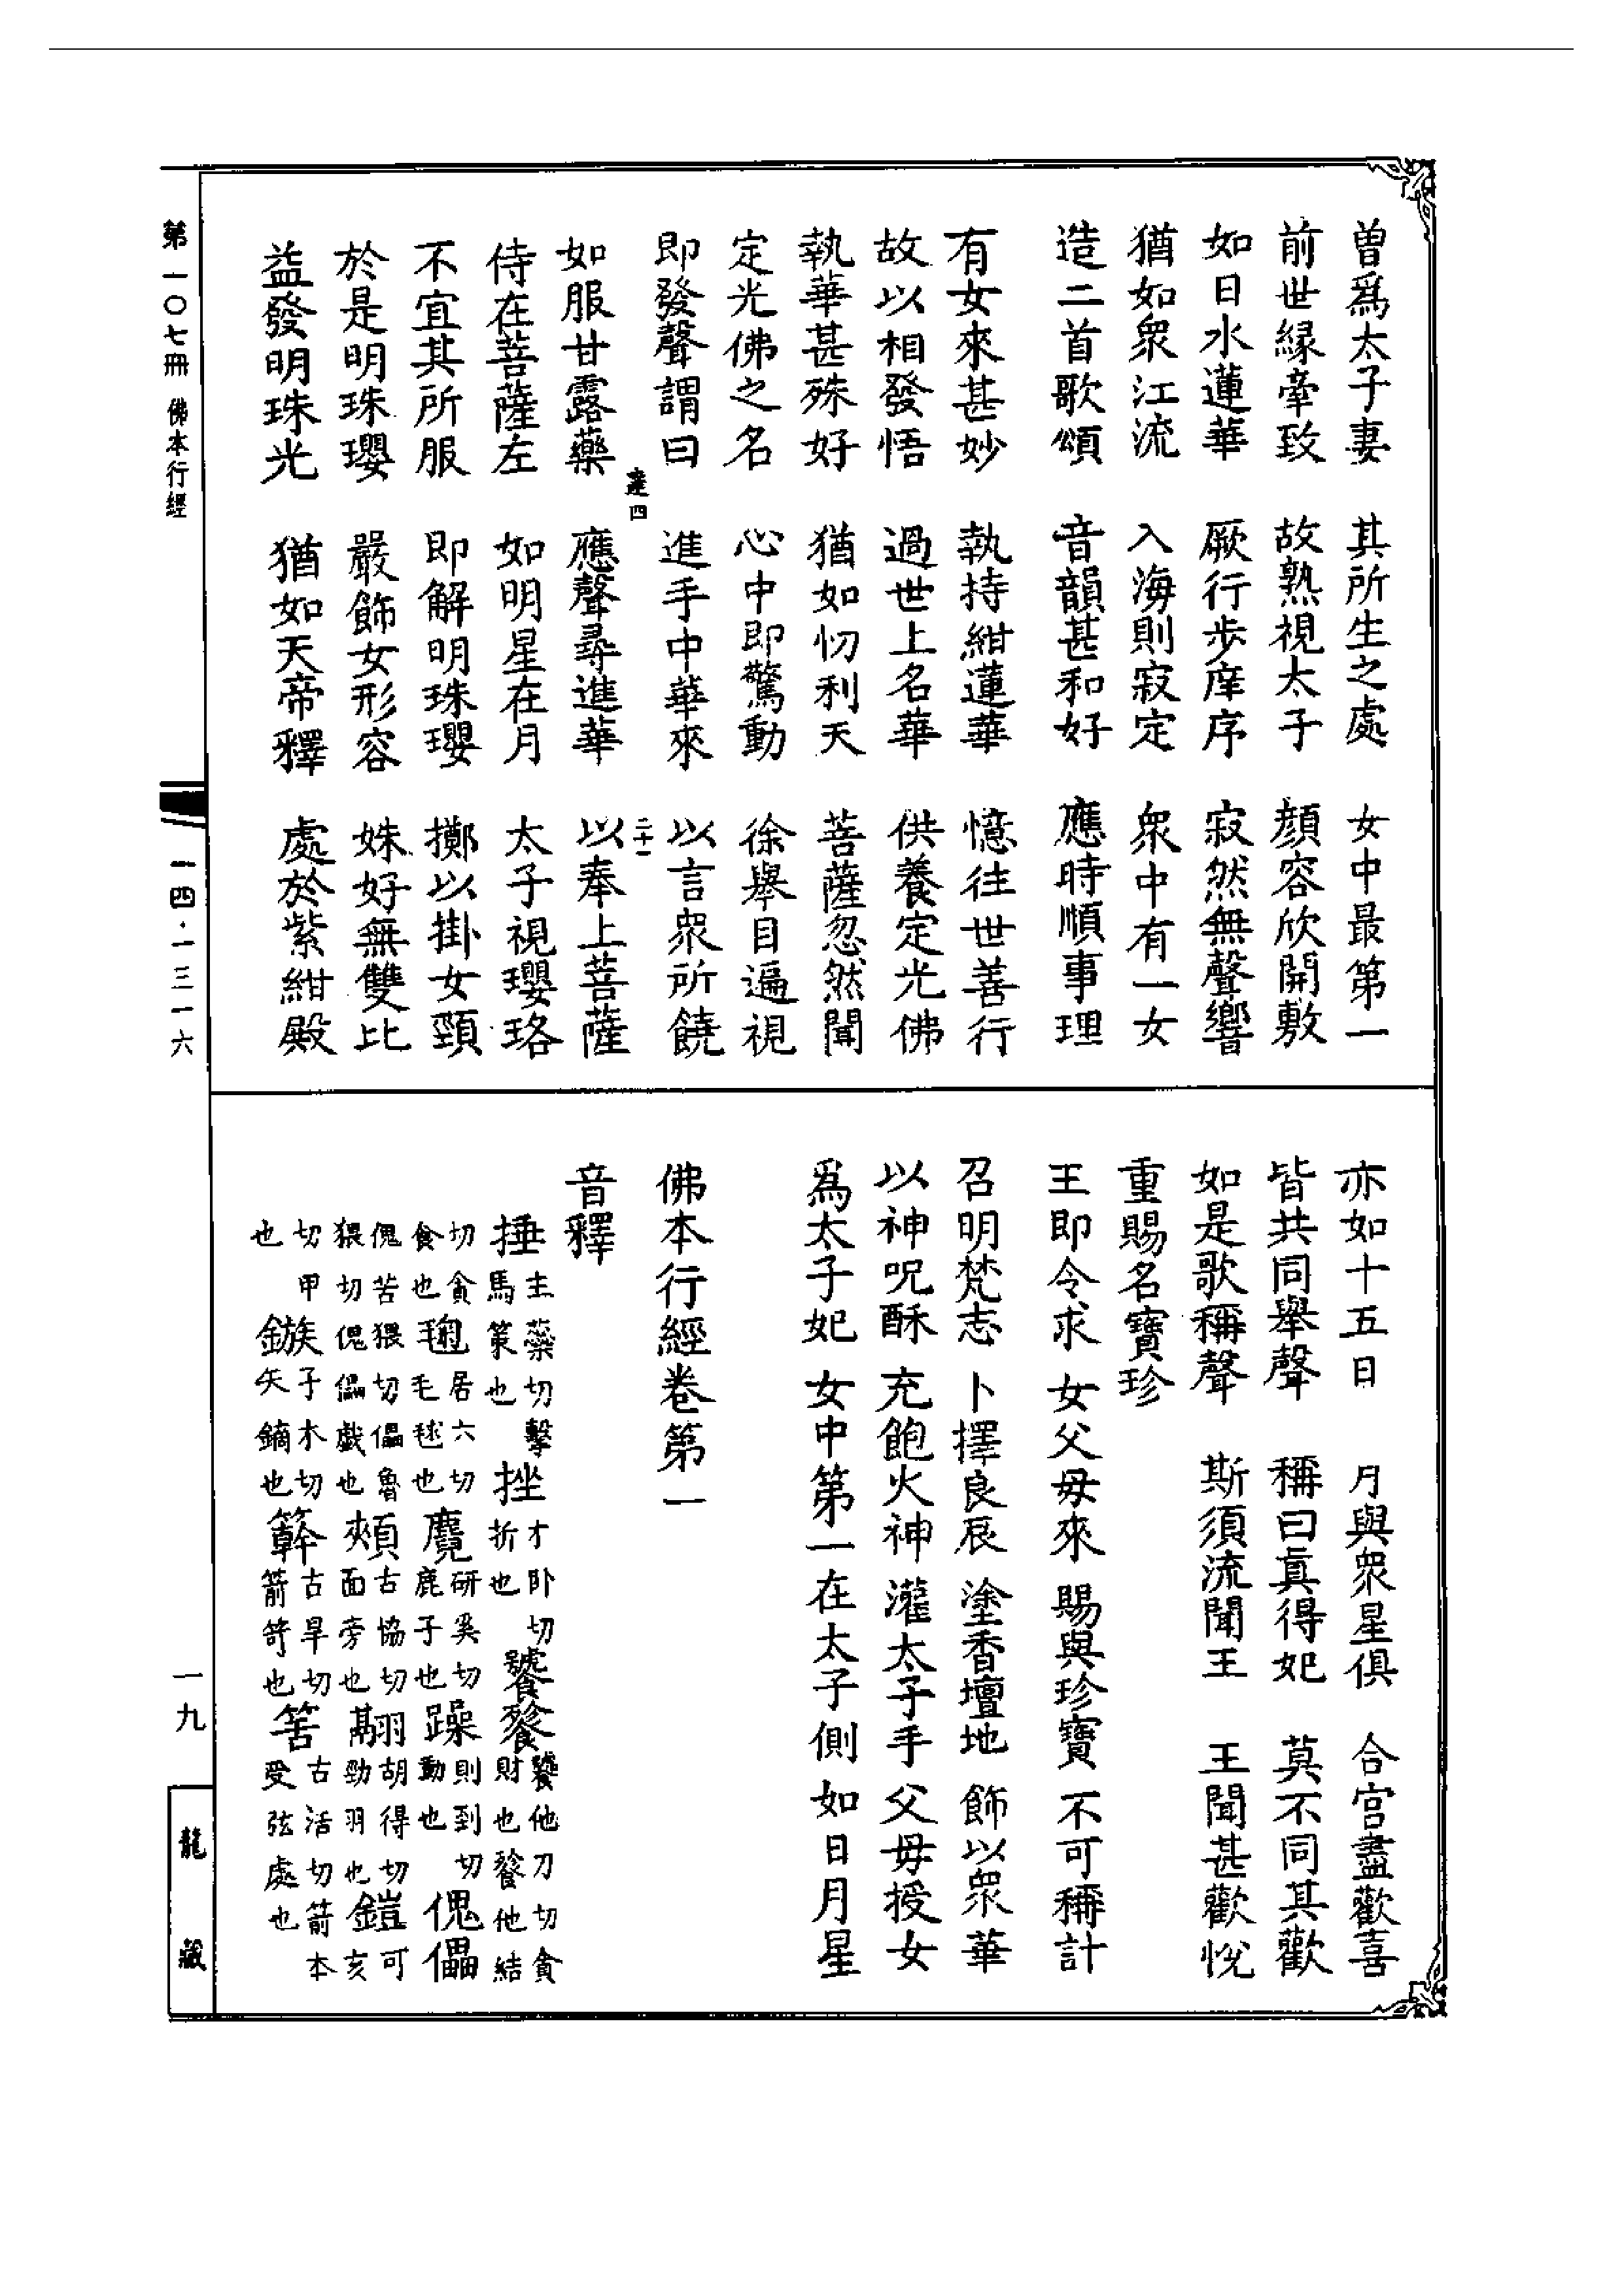 曾爲太子妻　其所生之處　女中最第一
前世緣牽致　故熟視太子　顏容欣開敷
如日水蓮華　厥行步庠序　寂然無聲響
猶如眾江流　入海則寂定　眾中有一女
造二首歌頌　音韻甚和好　應時順事理
有女來甚妙　執持紺蓮華　憶往世善行
故以相發悟　過世上名華　供養定光佛
執華甚殊好　猶如忉利天　菩薩忽然聞
定光佛之名　心中即驚動　徐舉目遍視
即發聲謂曰　進手中華來　以言眾所饒
四
二十一
如服甘露藥　應聲尋進華　以奉上菩薩
侍在菩薩左　如明星在月　太子視瓔珞
不宜其所服　即解明珠瓔　擲以掛女頸
於是明珠瓔　嚴飾女形容　姝好無雙比
益發明珠光　猶如天帝釋　處於紫紺殿
亦如十五日　月與眾星俱　合宮盡歡喜
皆共同舉聲　稱曰真得妃　莫不同其歡
如是歌稱聲　斯須流聞王　王聞甚歡悅
重賜名寶珍
王即令求　女父母來　賜與珍寶　不可稱計
召明梵志　卜擇良辰　塗香壇地　飾以眾華
以神呪酥　充飽火神　灌太子手　父母授女
爲太子妃　女中第一　在太子側　如日月星
佛本行經卷第一
音釋
捶主蘂切擊馬策也　挫才卧切折也　饕餮饕他刀切貪財也餮他結
切貪食也　毱居六切毛毬也　麑研奚切鹿子也　躁則到切動也　傀儡
傀苦猥切儡魯猥切傀儡戲也　頰古協切面旁也　翮胡得切勁羽也　鎧可亥
切甲也　鏃子木切矢鏑也　簳古旱切箭笴也　筈古活切箭本受弦處也
第一〇七冊　佛本行經
一四·一三一六
一九
龍藏